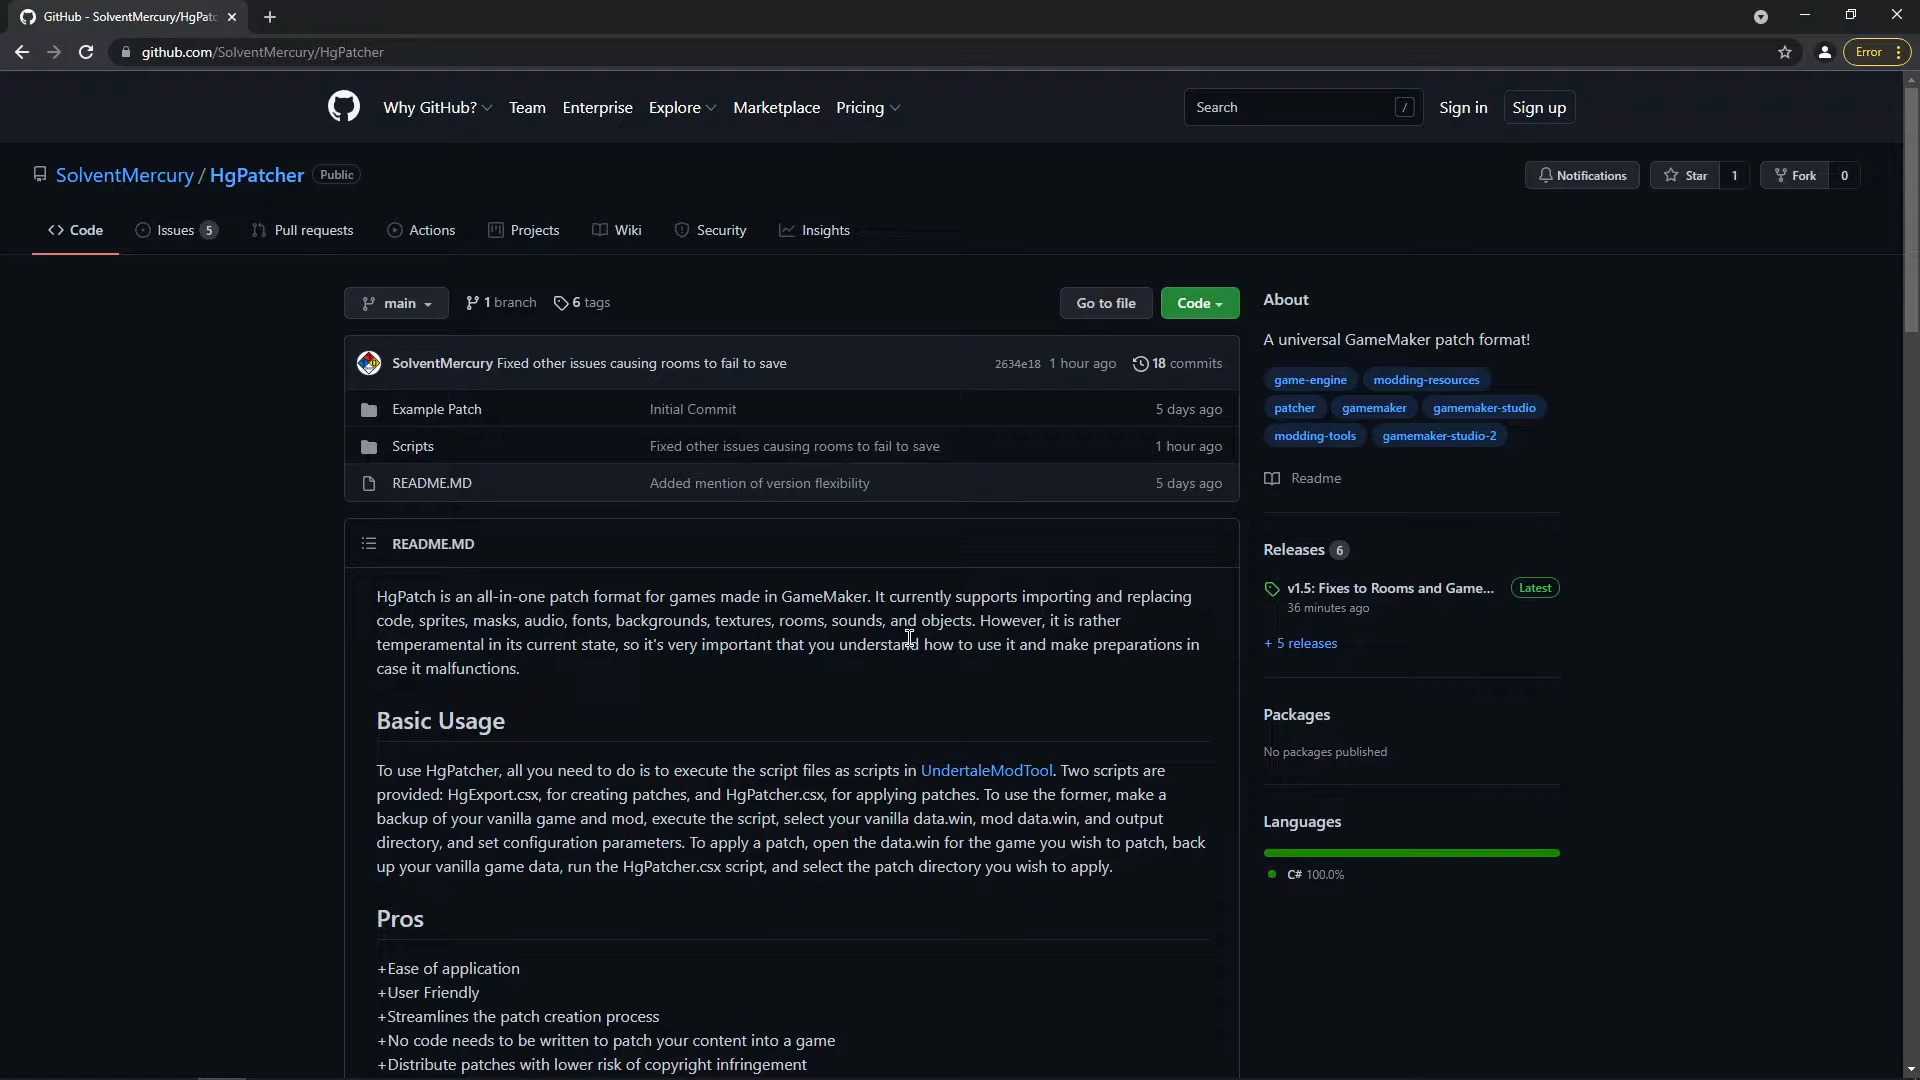 GitHub - SolventMercury/HgPatc
github.com/SolventMercury/HgPatcher
Error
Why GitHub?
Team
Enterprise
Explore
Marketplace
Pricing
Search
/
Sign in
Sign up
SolventMercury / HgPatcher
Public
Notifications
Star
1
Fork
0
Code
Issues
5
Pull requests
Actions
Projects
Wiki
Security
Insights
main
1 branch
6 tags
Go to file
Code
SolventMercury Fixed other issues causing rooms to fail to save
2634e18 1 hour ago
18 commits
Example Patch
Initial Commit
5 days ago
Scripts
Fixed other issues causing rooms to fail to save
1 hour ago
README.MD
Added mention of version flexibility
5 days ago
README.MD
HgPatch is an all-in-one patch format for games made in GameMaker. It currently supports importing and replacing
code, sprites, masks, audio, fonts, backgrounds, textures, rooms, sounds, and objects. However, it is rather
temperamental in its current state, so it's very important that you understand how to use it and make preparations in
case it malfunctions.
Basic Usage
To use HgPatcher, all you need to do is to execute the script files as scripts in UndertaleModTool. Two scripts are
provided: HgExport.csx, for creating patches, and HgPatcher.csx, for applying patches. To use the former, make a
backup of your vanilla game and mod, execute the script, select your vanilla data.win, mod data.win, and output
directory, and set configuration parameters. To apply a patch, open the data.win for the game you wish to patch, back
up your vanilla game data, run the HgPatcher.csx script, and select the patch directory you wish to apply.
Pros
+Ease of application
+User Friendly
+Streamlines the patch creation process
+No code needs to be written to patch your content into a game
+Distribute patches with lower risk of copyright infringement
About
A universal GameMaker patch format!
game-engine
modding-resources
patcher
gamemaker
gamemaker-studio
modding-tools
gamemaker-studio-2
Readme
Releases 6
v1.5: Fixes to Rooms and Game...
Latest
36 minutes ago
+ 5 releases
Packages
No packages published
Languages
C# 100.0%